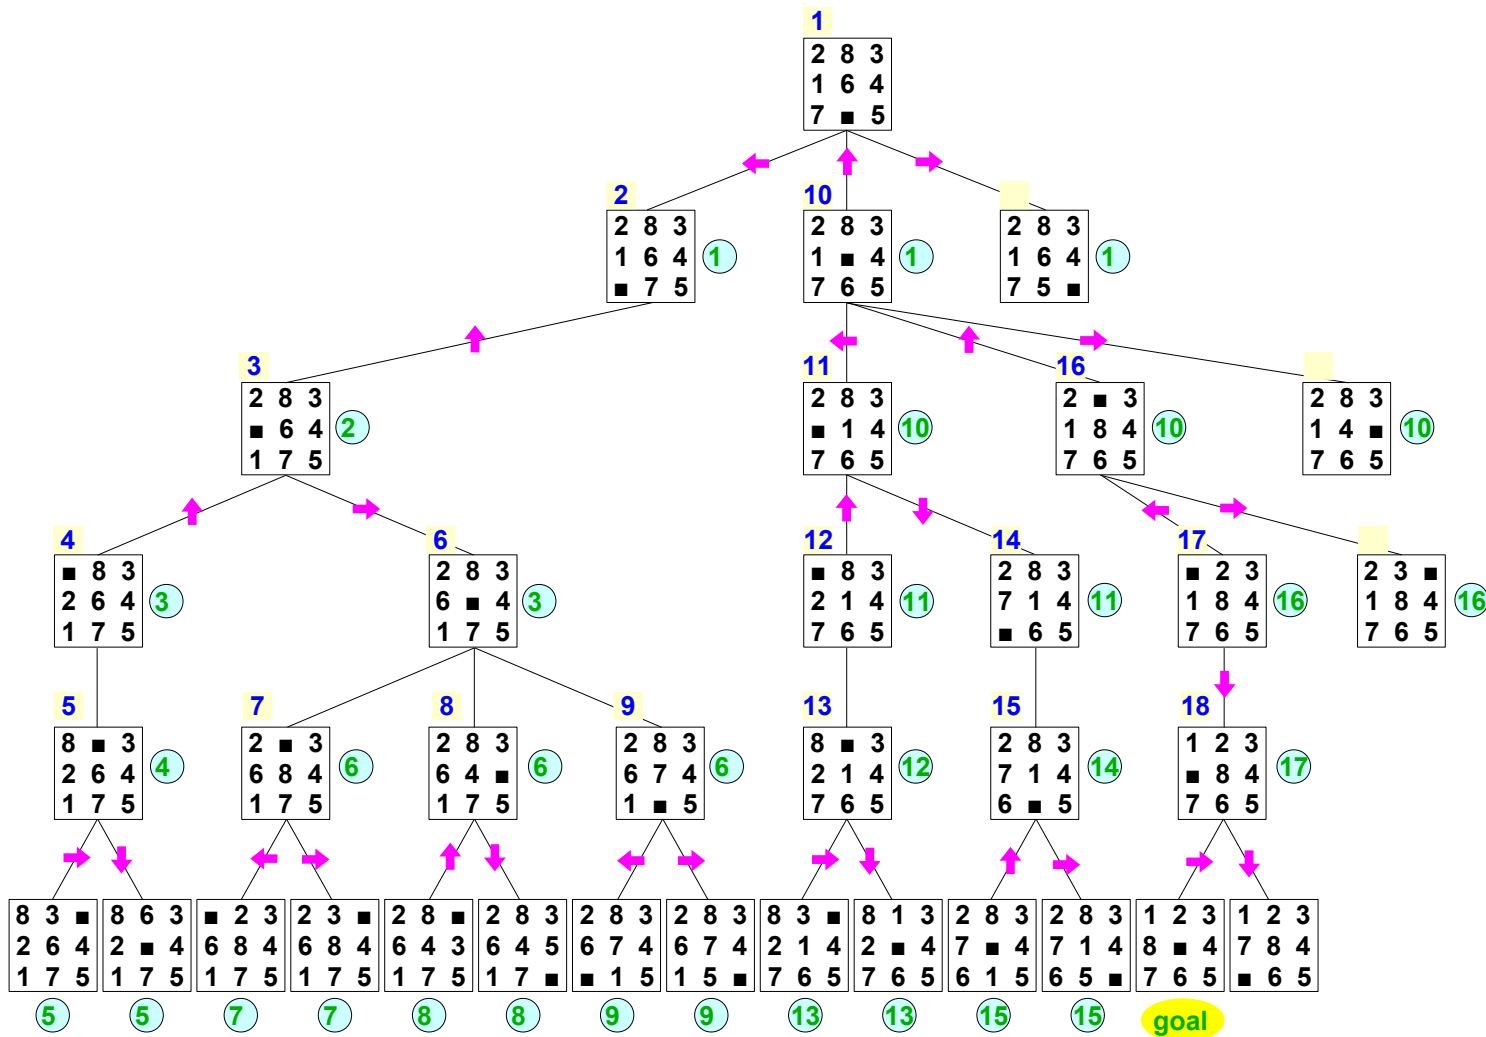 1
2 8 3
1 6 4
7 ■ 5
2 10
2 8 3 2 8 3 2 8 3
1 6 4 1 1 ■ 4 1 1 6 4 1
■ 7 5 7 6 5 7 5 ■
3 11 16
2 8 3 2 8 3 2 ■ 3 2 8 3
■ 6 4 2 ■ 1 4 10 1 8 4 10 1 4 ■ 10
1 7 5 7 6 5 7 6 5 7 6 5
4 6 12 14 17
■ 8 3 2 8 3 ■ 8 3 2 8 3 ■ 2 3 2 3 ■
2 6 4 3 6 ■ 4 3 2 1 4 11 7 1 4 11 1 8 4 16 1 8 4 16
1 7 5 1 7 5 7 6 5 ■ 6 5 7 6 5 7 6 5
5 7 8 9 13 15 18
8 ■ 3 2 ■ 3 2 8 3 2 8 3 8 ■ 3 2 8 3 1 2 3
2 6 4 4 6 8 4 6 6 4 ■ 6 6 7 4 6 2 1 4 12 7 1 4 14 ■ 8 4 17
1 7 5 1 7 5 1 7 5 1 ■ 5 7 6 5 6 ■ 5 7 6 5
8 3 ■ 8 6 3 ■ 2 3 2 3 ■ 2 8 ■ 2 8 3 2 8 3 2 8 3 8 3 ■ 8 1 3 2 8 3 2 8 3 1 2 3 1 2 3
2 6 4 2 ■ 4 6 8 4 6 8 4 6 4 3 6 4 5 6 7 4 6 7 4 2 1 4 2 ■ 4 7 ■ 4 7 1 4 8 ■ 4 7 8 4
1 7 5 1 7 5 1 7 5 1 7 5 1 7 5 1 7 ■ ■ 1 5 1 5 ■ 7 6 5 7 6 5 6 1 5 6 5 ■ 7 6 5 ■ 6 5
5 5 7 7 8 8 9 9 13 13 15 15 goal